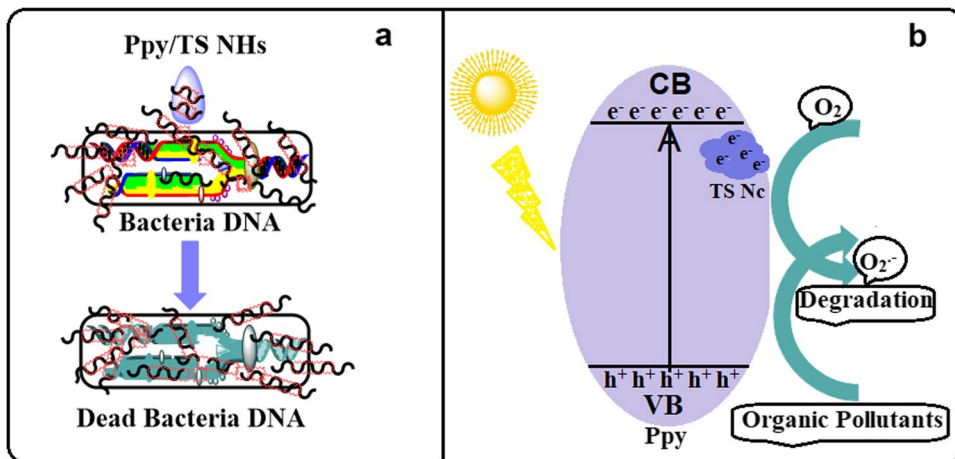 a
Ppy/TS NHs
Bacteria DNA
Dead Bacteria DNA
b
CB
e⁻ e⁻ e⁻ e⁻ e⁻ e⁻
e⁻
e⁻ e⁻ e⁻
TS Nc
O₂
O₂·⁻
Degradation
h⁺ h⁺ h⁺ h⁺ h⁺
VB
Ppy
Organic Pollutants